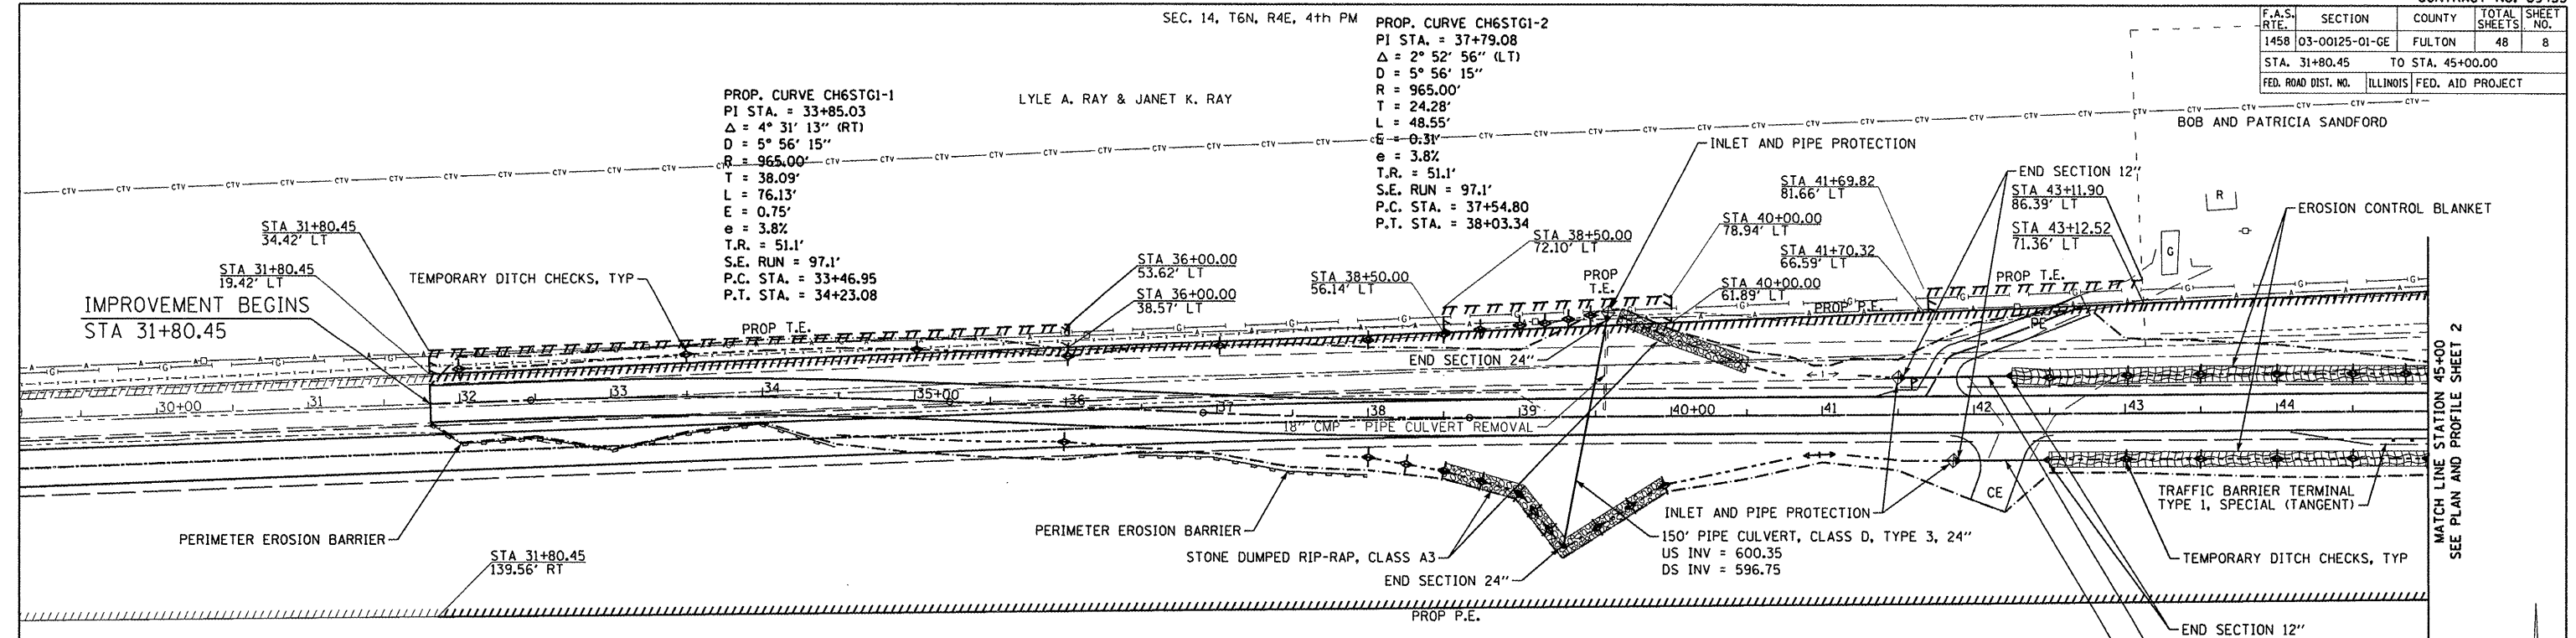 SEC. 14, T6N, R4E, 4th PM
F.A.S. RTE.
SECTION
COUNTY
TOTAL SHEETS
SHEET NO.
1458
03-00125-01-GE
FULTON
48
8
STA. 31+80.45 TO STA. 45+00.00
FED. ROAD DIST. NO.
ILLINOIS
FED. AID PROJECT
PROP. CURVE CH6STG1-2
PI STA. = 37+79.08
Δ = 2° 52' 56" (LT)
D = 5° 56' 15"
R = 965.00'
T = 24.28'
L = 48.55'
E = 0.31'
e = 3.8%
T.R. = 51.1'
S.E. RUN = 97.1'
P.C. STA. = 37+54.80
P.T. STA. = 38+03.34
PROP. CURVE CH6STG1-1
PI STA. = 33+85.03
Δ = 4° 31' 13" (RT)
D = 5° 56' 15"
R = 965.00'
T = 38.09'
L = 76.13'
E = 0.75'
e = 3.8%
T.R. = 51.1'
S.E. RUN = 97.1'
P.C. STA. = 33+46.95
P.T. STA. = 34+23.08
LYLE A. RAY & JANET K. RAY
BOB AND PATRICIA SANDFORD
INLET AND PIPE PROTECTION
END SECTION 12"
STA 43+11.90
86.39' LT
STA 43+12.52
71.36' LT
R
G
EROSION CONTROL BLANKET
STA 41+69.82
81.66' LT
STA 40+00.00
78.94' LT
STA 41+70.32
66.59' LT
STA 40+00.00
61.89' LT
STA 38+50.00
72.10' LT
STA 38+50.00
56.14' LT
STA 36+00.00
53.62' LT
STA 36+00.00
38.57' LT
STA 31+80.45
34.42' LT
STA 31+80.45
19.42' LT
TEMPORARY DITCH CHECKS, TYP
IMPROVEMENT BEGINS
STA 31+80.45
PROP T.E.
PROP
T.E.
PROP T.E.
PROP P.E.
PE
P
END SECTION 24"
30+00
31
32
33
34
35+00
36
37
38
39
40+00
41
42
43
44
18" CMP - PIPE CULVERT REMOVAL
CE
MATCH LINE STATION 45+00
SEE PLAN AND PROFILE SHEET 2
PERIMETER EROSION BARRIER
STA 31+80.45
139.56' RT
PERIMETER EROSION BARRIER
STONE DUMPED RIP-RAP, CLASS A3
END SECTION 24"
INLET AND PIPE PROTECTION
150' PIPE CULVERT, CLASS D, TYPE 3, 24"
US INV = 600.35
DS INV = 596.75
TRAFFIC BARRIER TERMINAL
TYPE 1, SPECIAL (TANGENT)
TEMPORARY DITCH CHECKS, TYP
PROP P.E.
END SECTION 12"